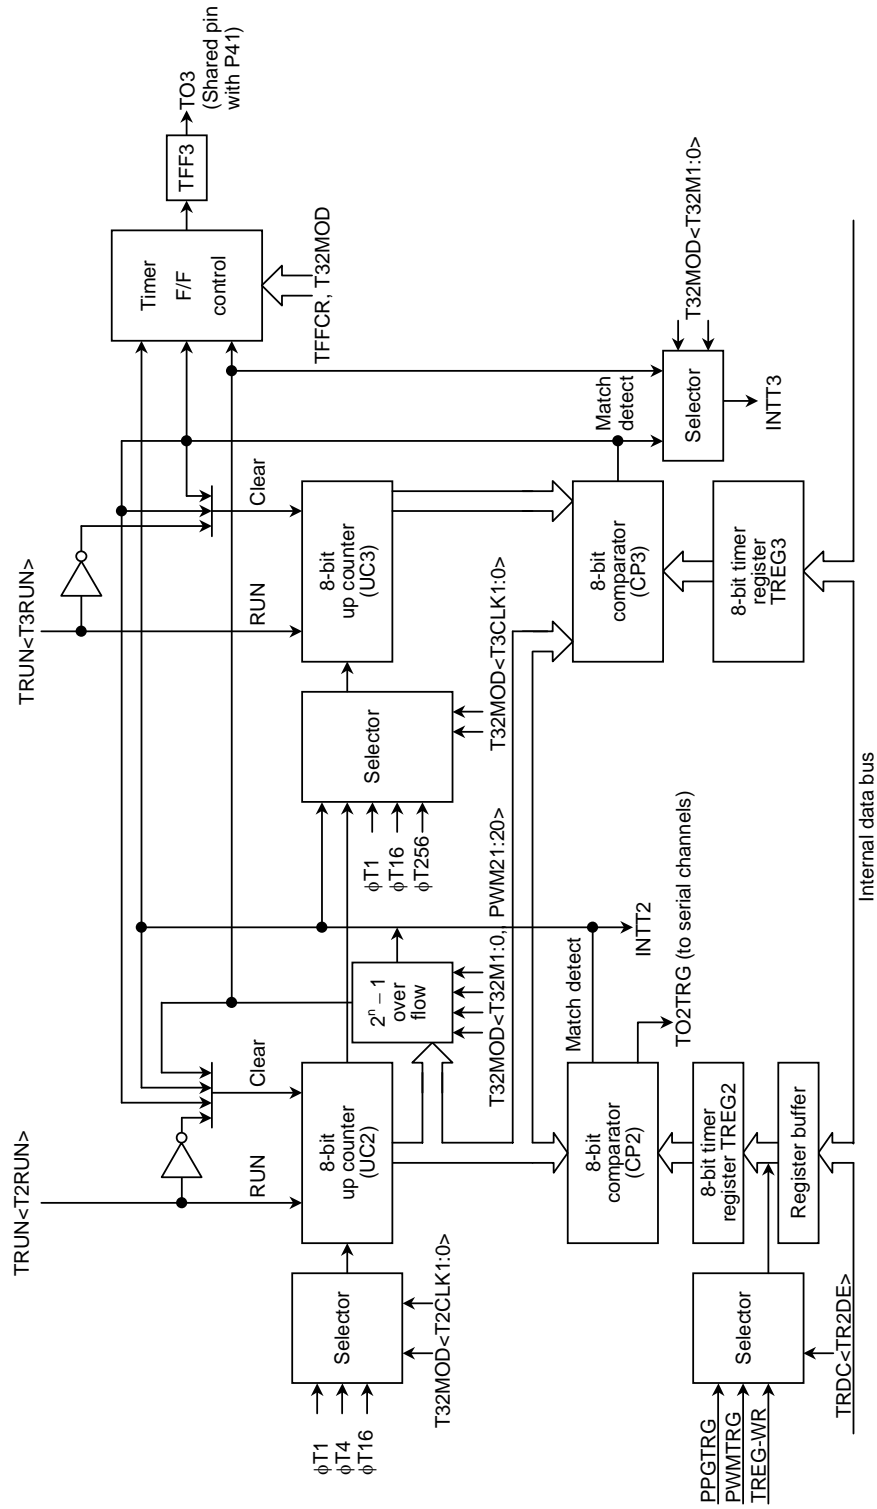 TRUN<T2RUN>
TRUN<T3RUN>
TO3
(Shared pin
with P41)
TFF3
Timer
F/F
control
TFFCR, T32MOD
RUN
Clear
RUN
Clear
ϕT1
ϕT4
ϕT16
Selector
T32MOD<T2CLK1:0>
8-bit
up counter
(UC2)
2ⁿ − 1
over
flow
T32MOD<T32M1:0,, PWM21:20>
ϕT1
ϕT16
ϕT256
Selector
T32MOD<T3CLK1:0>
8-bit
up counter
(UC3)
Match detect
INTT2
TO2TRG (to serial channels)
8-bit
comparator
(CP2)
8-bit
comparator
(CP3)
Match
detect
Selector
T32MOD<T32M1:0>
INTT3
PPGTRG
PWMTRG
TREG-WR
Selector
TRDC<TR2DE>
8-bit timer
register TREG2
Register buffer
8-bit timer
register
TREG3
Internal data bus